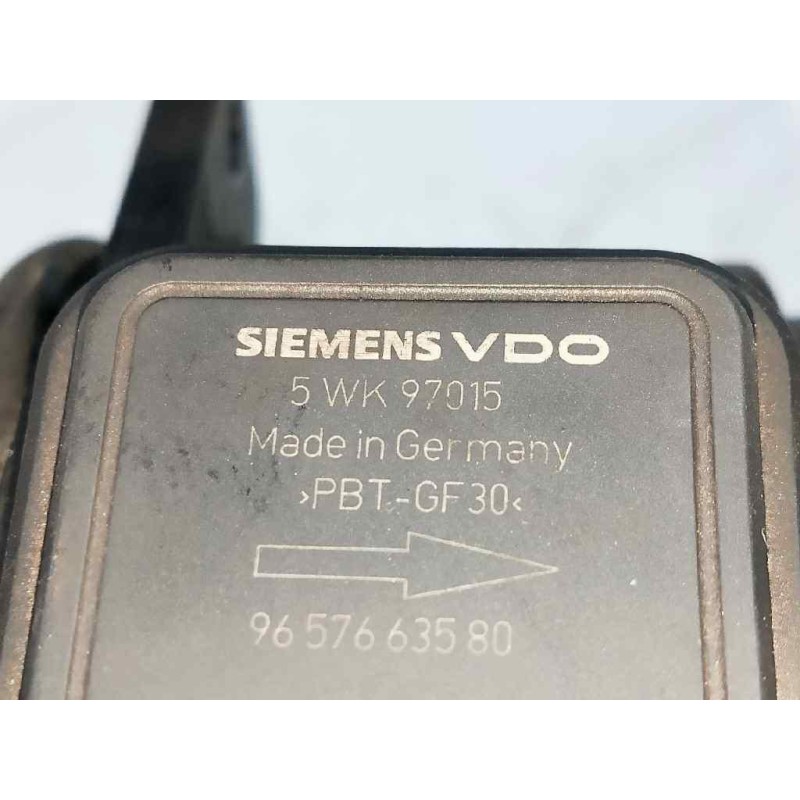 SIEMENS VDO
5 WK 97015
Made in Germany
>PBT-GF30<
96 576 635 80